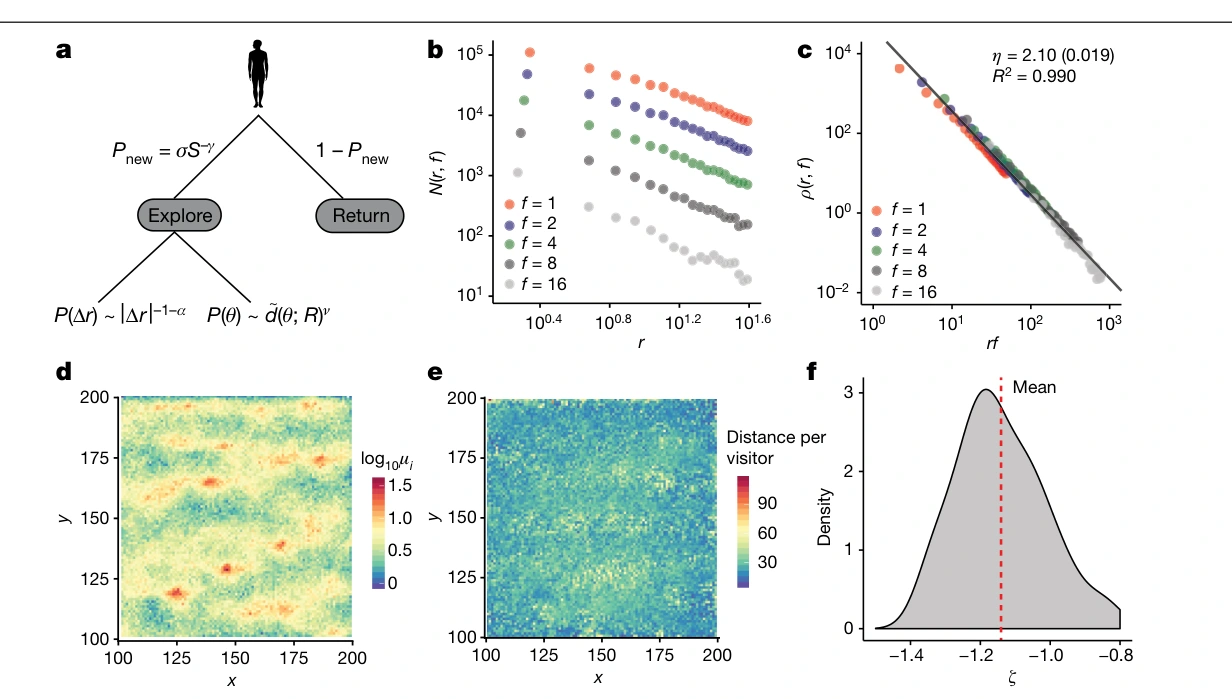 a
P_new = σS^−γ
1 − P_new
Explore
Return
P(Δr) ~ |Δr|^−1−α
P(θ) ~ d̃(θ; R)^ν
b
N(r, f)
10^5
10^4
10^3
10^2
10^1
f = 1
f = 2
f = 4
f = 8
f = 16
10^0.4
10^0.8
10^1.2
10^1.6
r
c
ρ(r, f)
10^4
10^2
10^0
10^−2
η = 2.10 (0.019)
R^2 = 0.990
f = 1
f = 2
f = 4
f = 8
f = 16
10^0
10^1
10^2
10^3
rf
d
y
200
175
150
125
100
100
125
150
175
200
x
log_10 μ_i
1.5
1.0
0.5
0
e
y
200
175
150
125
100
100
125
150
175
200
x
Distance per
visitor
90
60
30
f
Density
3
2
1
0
Mean
−1.4
−1.2
−1.0
−0.8
ζ